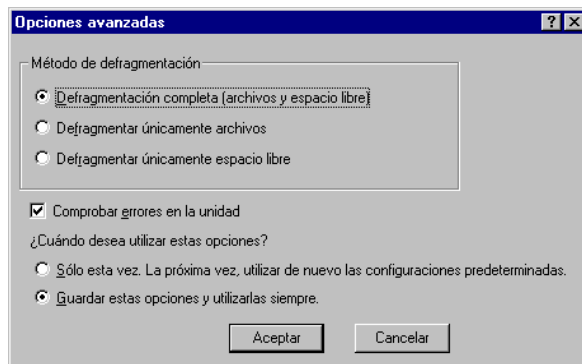 Opciones avanzadas
Método de defragmentación
Defragmentación completa (archivos y espacio libre)
Defragmentar únicamente archivos
Defragmentar únicamente espacio libre
Comprobar errores en la unidad
¿Cuándo desea utilizar estas opciones?
Sólo esta vez. La próxima vez, utilizar de nuevo las configuraciones predeterminadas.
Guardar estas opciones y utilizarlas siempre.
Aceptar Cancelar